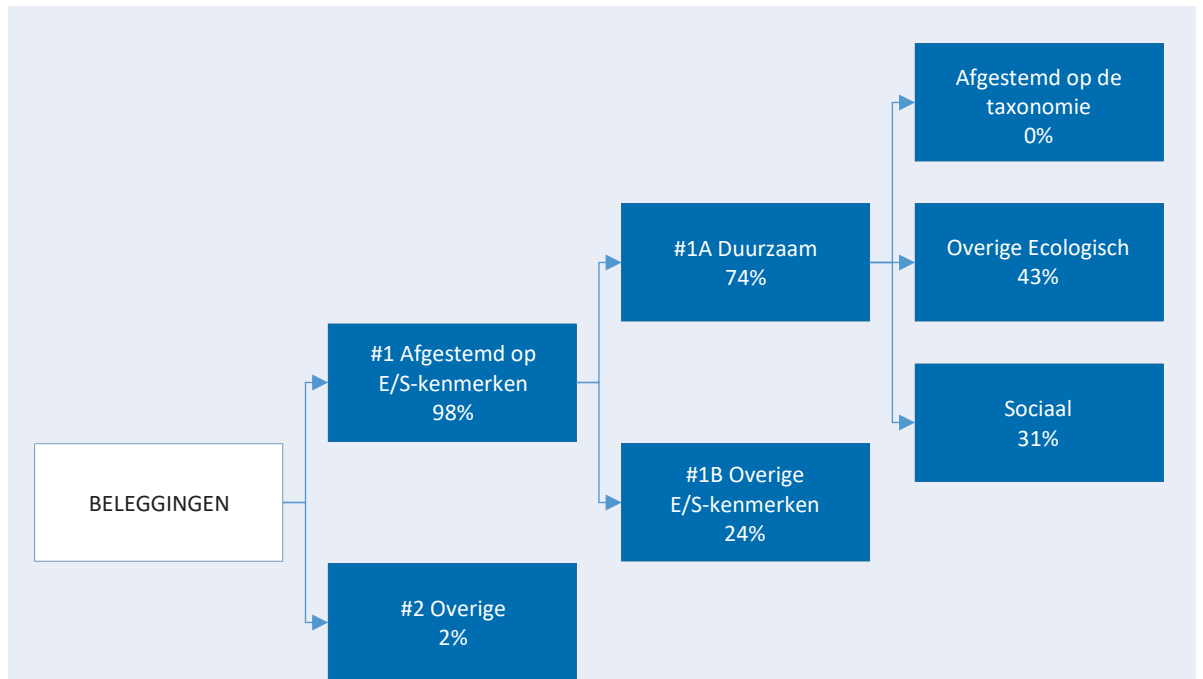 BELEGGINGEN
#1 Afgestemd op
E/S-kenmerken
98%
#2 Overige
2%
#1A Duurzaam
74%
#1B Overige
E/S-kenmerken
24%
Afgestemd op de
taxonomie
0%
Overige Ecologisch
43%
Sociaal
31%